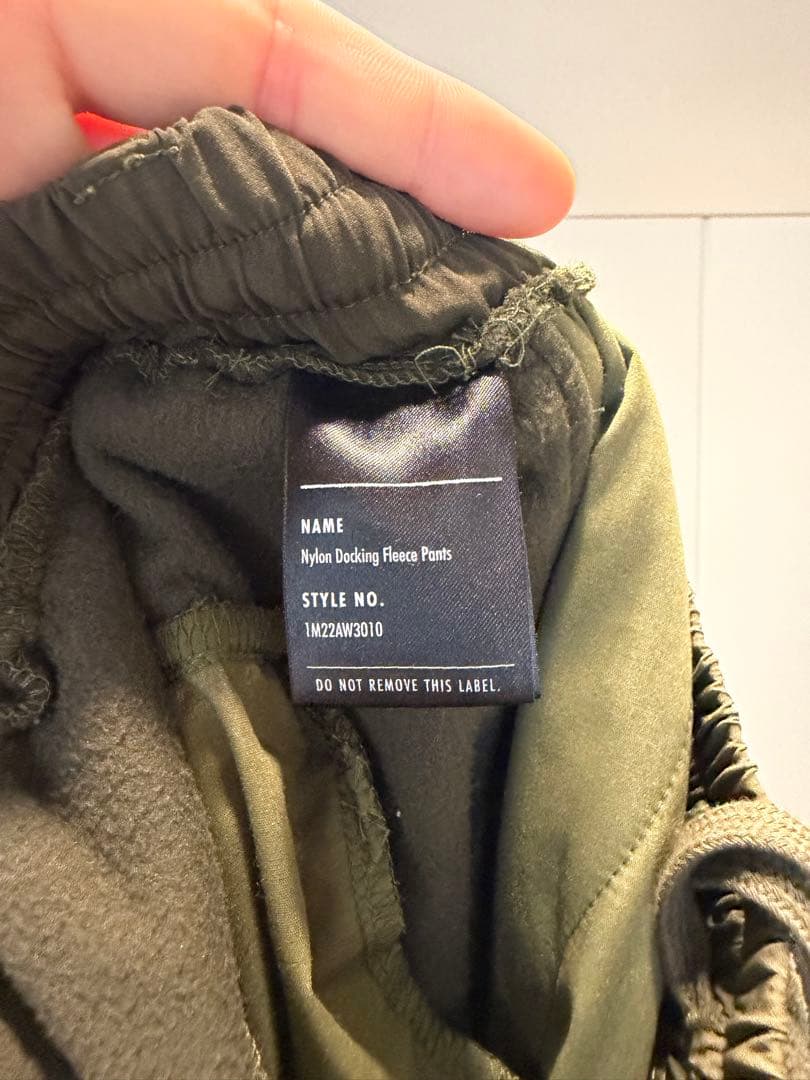 NAME
Nylon Docking Fleece Pants
STYLE NO.
1M22AW3010
DO NOT REMOVE THIS LABEL.